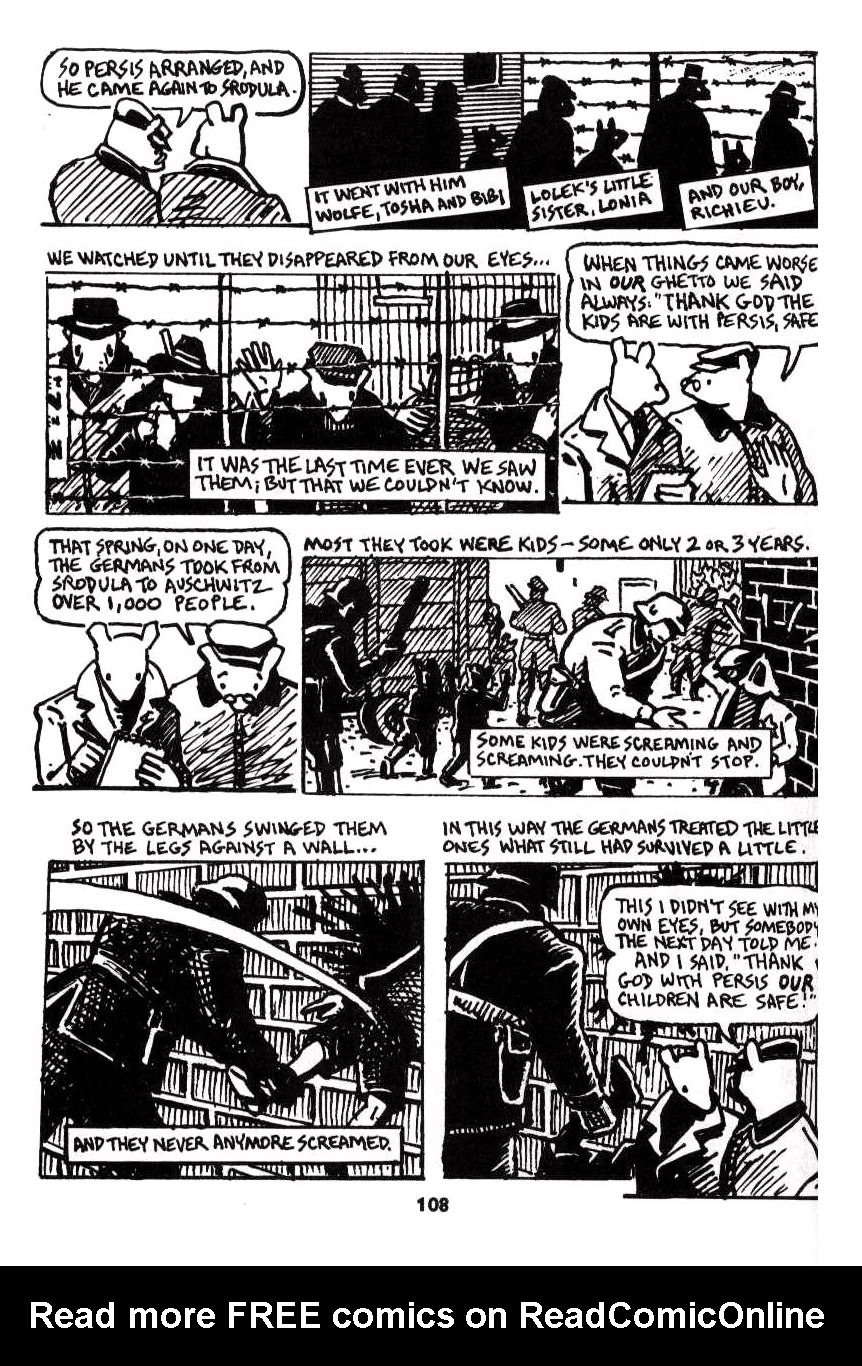 SO PERSIS ARRANGED, AND
HE CAME AGAIN TO SRODULA.
IT WENT WITH HIM
WOLFE, TOSHA AND BIBI,
LOLEK'S LITTLE
SISTER, LONIA
AND OUR BOY,
RICHIEU.
WE WATCHED UNTIL THEY DISAPPEARED FROM OUR EYES...
IT WAS THE LAST TIME EVER WE SAW
THEM; BUT THAT WE COULDN'T KNOW.
WHEN THINGS CAME WORSE
IN OUR GHETTO WE SAID
ALWAYS: "THANK GOD THE
KIDS ARE WITH PERSIS, SAFE
THAT SPRING, ON ONE DAY,
THE GERMANS TOOK FROM
SRODULA TO AUSCHWITZ
OVER 1,000 PEOPLE.
MOST THEY TOOK WERE KIDS – SOME ONLY 2 OR 3 YEARS.
SOME KIDS WERE SCREAMING AND
SCREAMING. THEY COULDN'T STOP.
SO THE GERMANS SWINGED THEM
BY THE LEGS AGAINST A WALL...
AND THEY NEVER ANYMORE SCREAMED.
IN THIS WAY THE GERMANS TREATED THE LITTLE
ONES WHAT STILL HAD SURVIVED A LITTLE.
THIS I DIDN'T SEE WITH MY
OWN EYES, BUT SOMEBODY
THE NEXT DAY TOLD ME.
AND I SAID, "THANK
GOD WITH PERSIS OUR
CHILDREN ARE SAFE!"
108
Read more FREE comics on ReadComicOnline